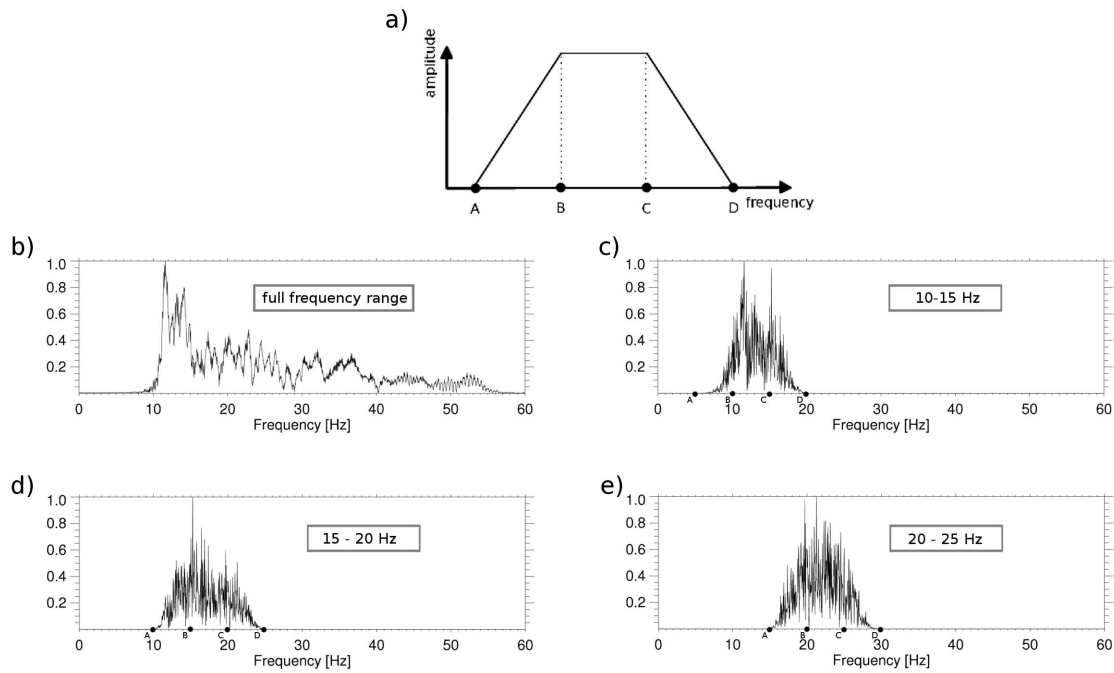 a)
amplitude
A B C D frequency
b)
1.0
0.8
0.6
0.4
0.2
full frequency range
0 10 20 30 40 50 60
Frequency [Hz]
c)
1.0
0.8
0.6
0.4
0.2
10-15 Hz
A B C D
0 10 20 30 40 50 60
Frequency [Hz]
d)
1.0
0.8
0.6
0.4
0.2
15 - 20 Hz
A B C D
0 10 20 30 40 50 60
Frequency [Hz]
e)
1.0
0.8
0.6
0.4
0.2
20 - 25 Hz
A B C D
0 10 20 30 40 50 60
Frequency [Hz]